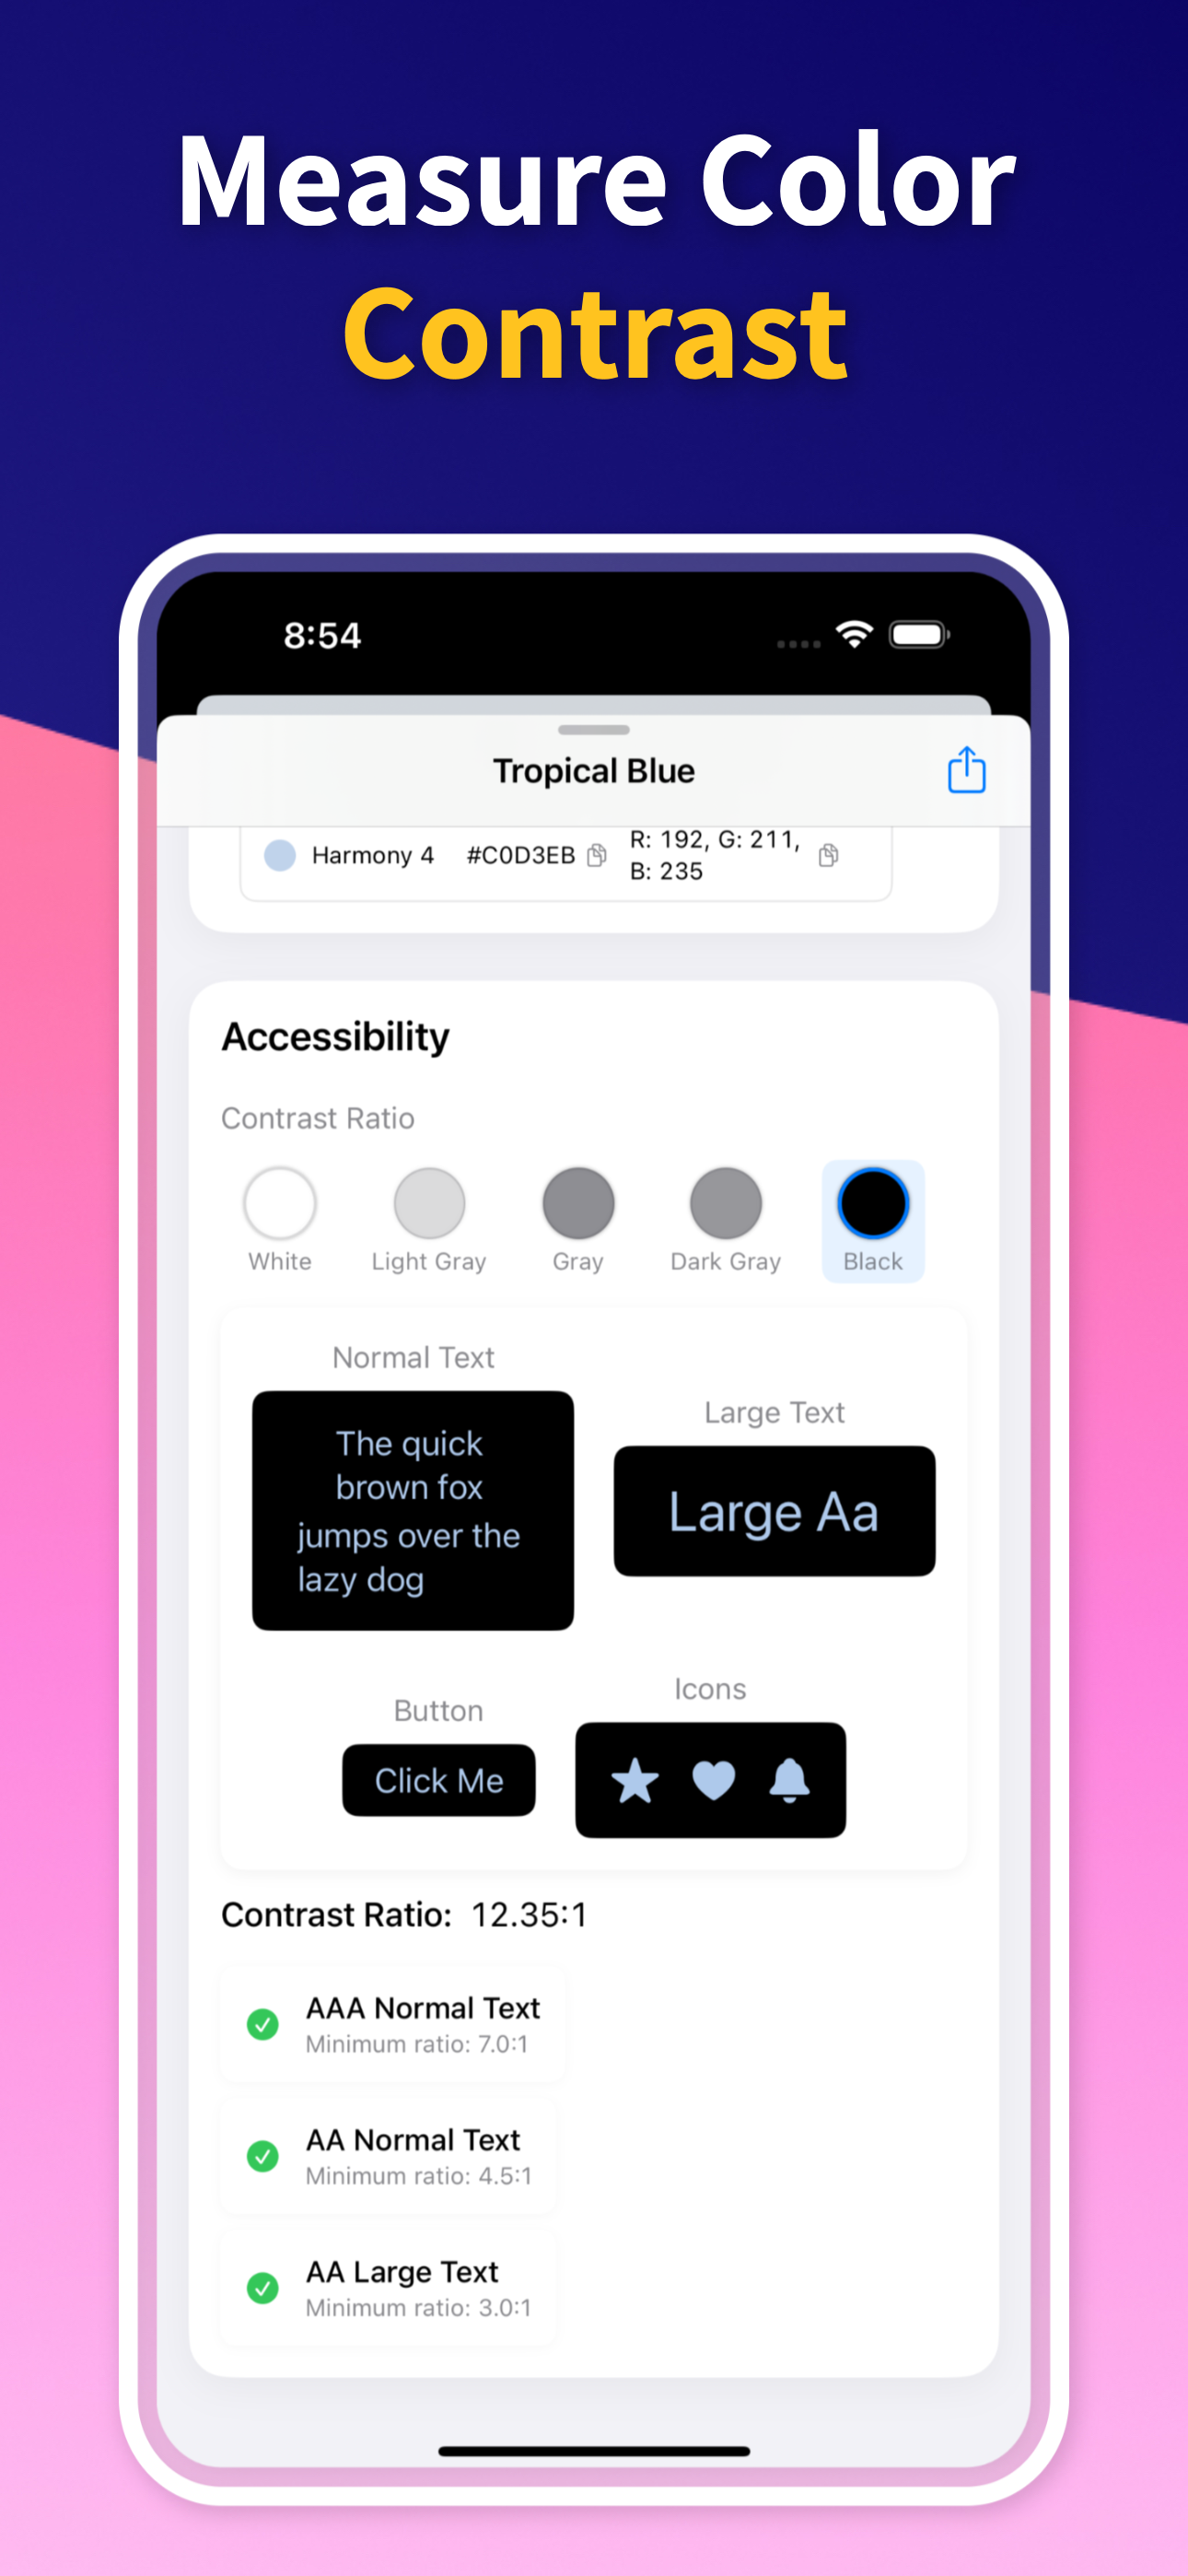 Measure Color
Contrast
8:54
Tropical Blue
Harmony 4 #C0D3EB R: 192, G: 211,
B: 235
Accessibility
Contrast Ratio
White Light Gray Gray Dark Gray Black
Normal Text
The quick
brown fox
jumps over the
lazy dog
Large Text
Large Aa
Button
Click Me
Icons
Contrast Ratio: 12.35:1
AAA Normal Text
Minimum ratio: 7.0:1
AA Normal Text
Minimum ratio: 4.5:1
AA Large Text
Minimum ratio: 3.0:1